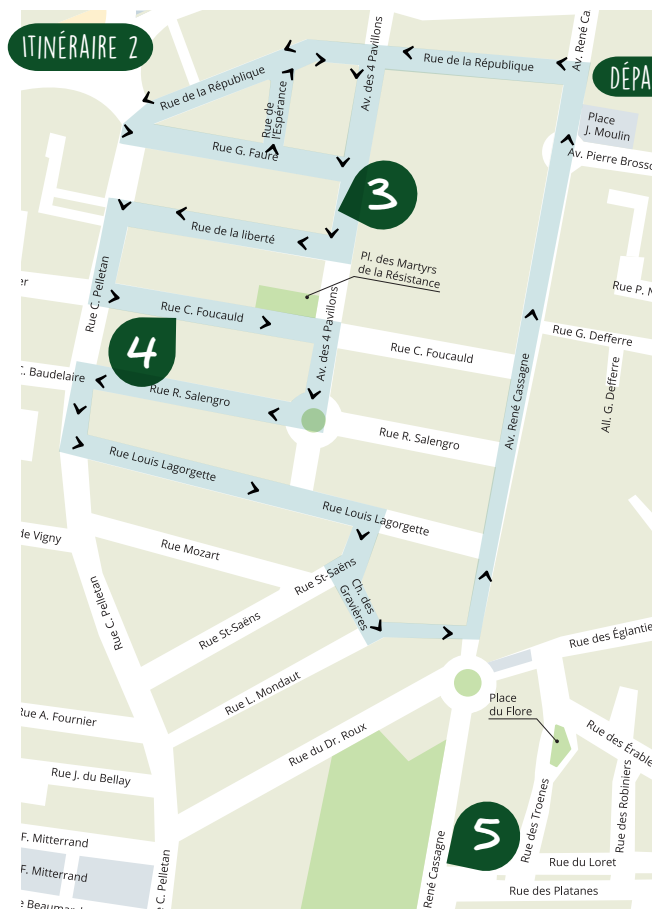 ITINÉRAIRE 2
Av. des 4 Pavillons
Rue de la République
Av. René Ca
DÉPA
Rue de la République
Rue de
l'Espérance
Place
J. Moulin
Rue G. Faure
Av. Pierre Brosso
3
Rue de la liberté
Pl. des Martyrs
de la Résistance
Rue C. Pelletan
er
Rue P. M
Rue C. Foucauld
Av. des 4 Pavillons
Rue G. Defferre
4
Rue C. Foucauld
C. Baudelaire
Rue R. Salengro
All. G. Defferre
Av. René Cassagne
Rue R. Salengro
Rue Louis Lagorgette
Rue Louis Lagorgette
de Vigny
Rue Mozart
Rue St-Saëns
Ch. des
Gravières
Rue C. Pelletan
Rue St-Saëns
Rue des Églantie
Rue L. Mondaut
Place
du Flore
Rue A. Fournier
Rue du Dr. Roux
Rue des Érable
Rue J. du Bellay
Rue des Troenes
Rue des Robiniers
5
F. Mitterrand
René Cassagne
Rue du Loret
F. Mitterrand
e C. Pelletan
Rue des Platanes
e Beaumar